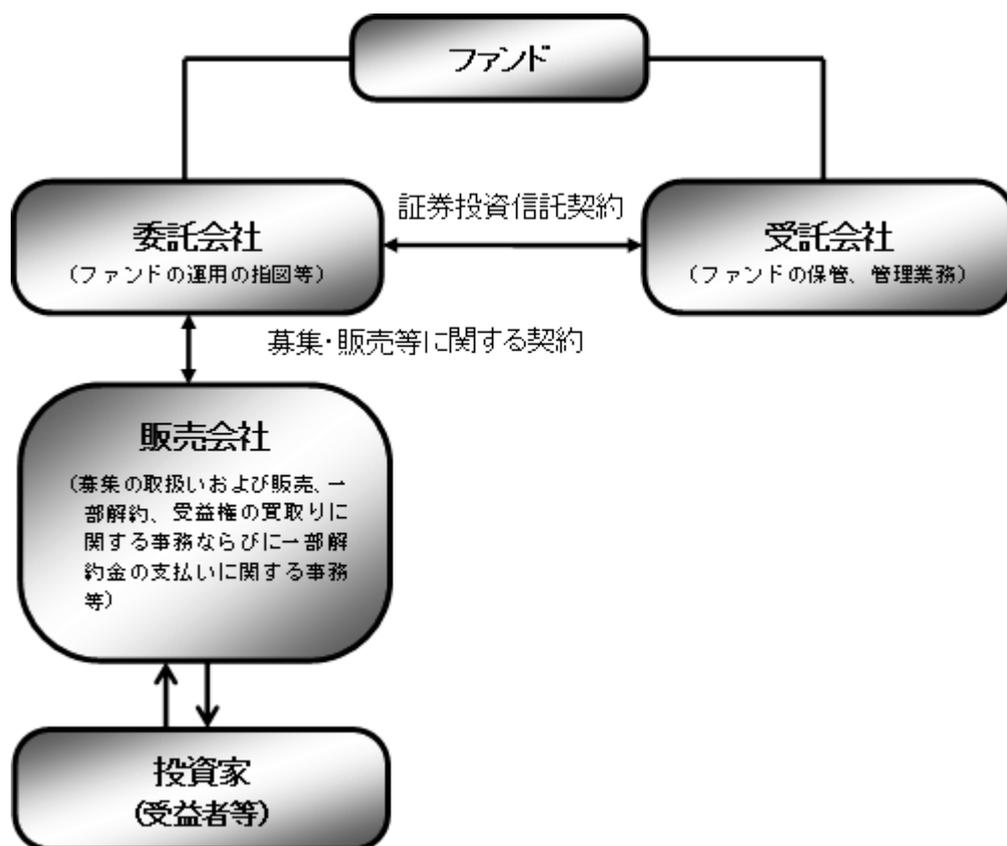 ファンド
証券投資信託契約
委託会社
(ファンドの運用の指図等)
受託会社
(ファンドの保管、管理業務)
募集・販売等に関する契約
販売会社
(募集の取扱いおよび販売、一
部解約、受益権の買取りに
関する事務ならびに一部解
約金の支払いに関する事務
等)
投資家
(受益者等)